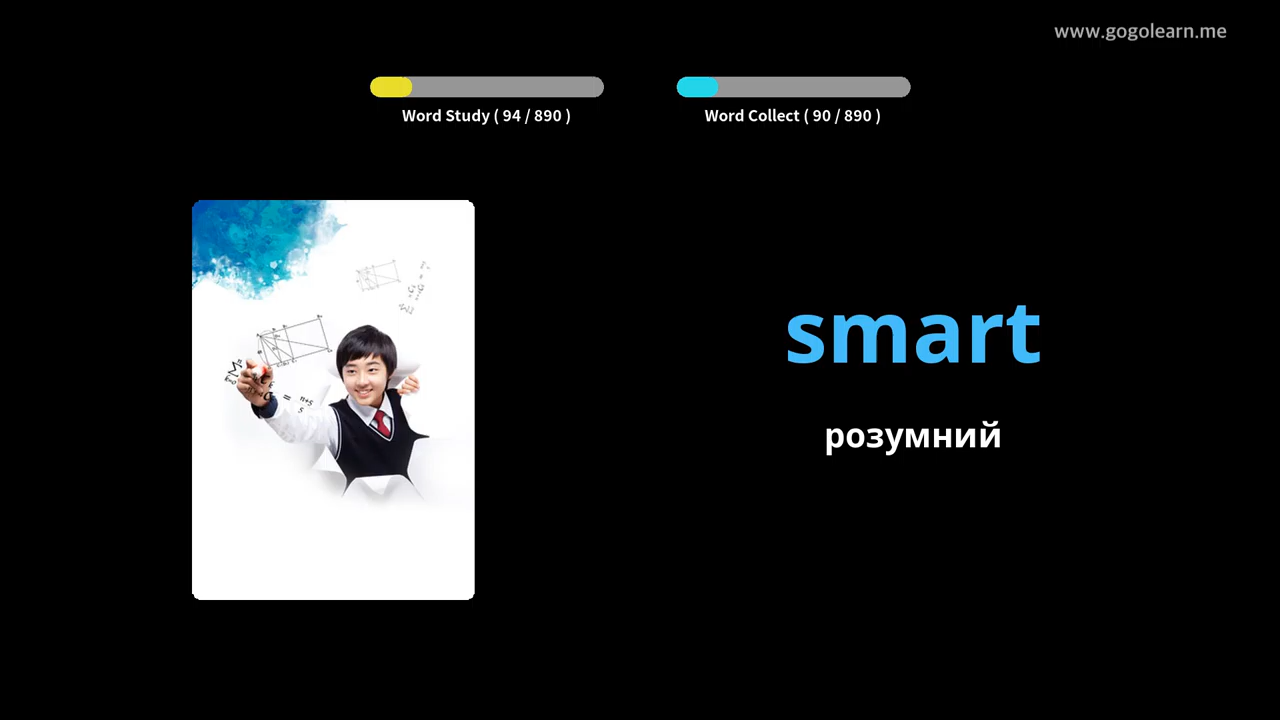 www.gogolearn.me
Word Study ( 94 / 890 )
Word Collect ( 90 / 890 )
smart
розумний